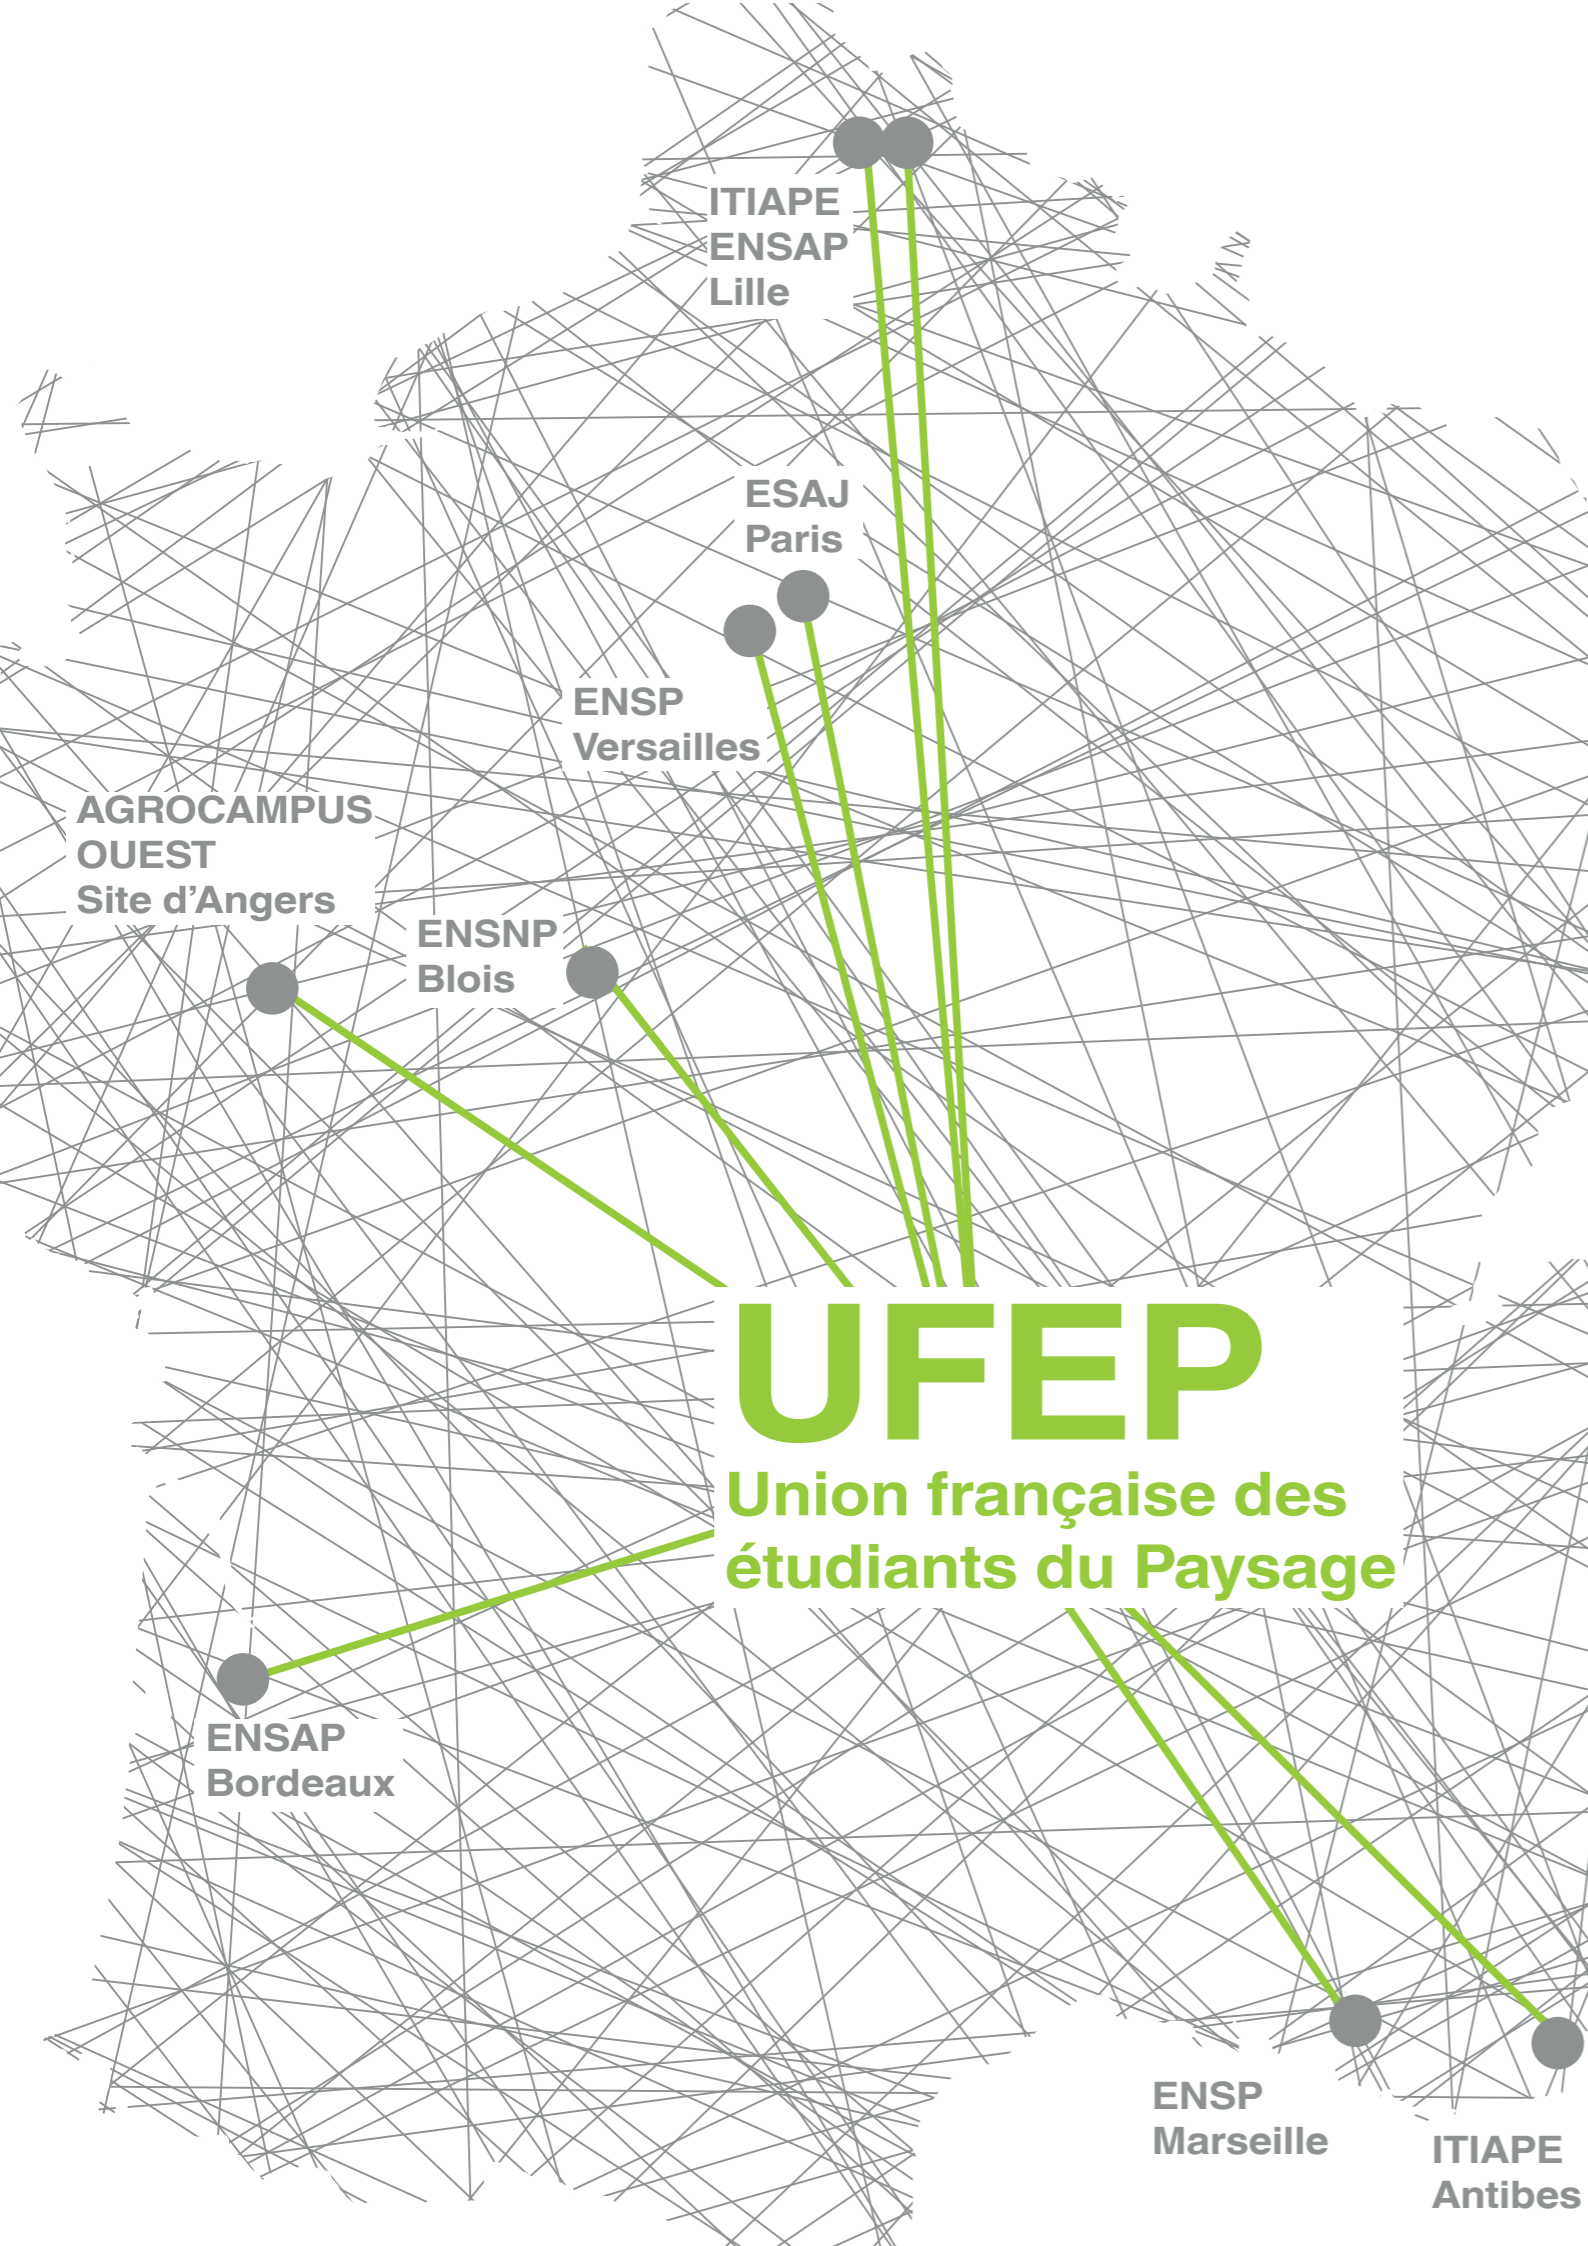 ITIAPE
ENSAP
Lille
ESAJ
Paris
ENSP
Versailles
AGROCAMPUS
OUEST
Site d’Angers
ENSNP
Blois
UFEP
Union française des
étudiants du Paysage
ENSAP
Bordeaux
ENSP
Marseille
ITIAPE
Antibes